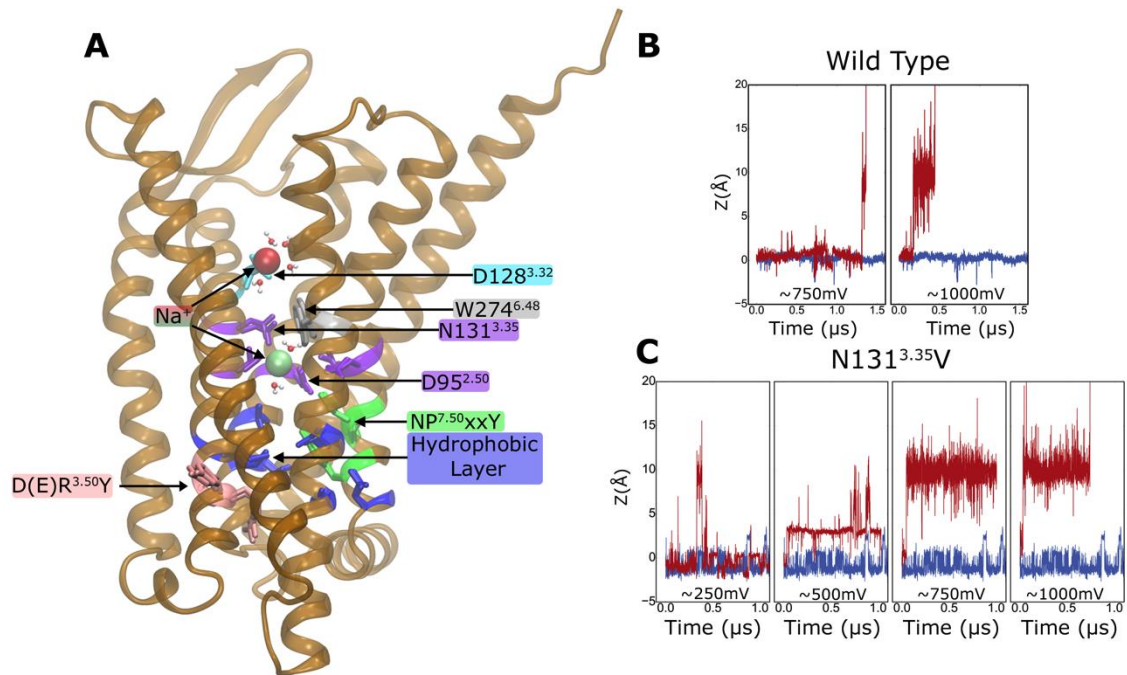 A
Na⁺
D(E)R³·⁵⁰Y
D128³·³²
W274⁶·⁴⁸
N131³·³⁵
D95²·⁵⁰
NP⁷·⁵⁰xxY
Hydrophobic
Layer
B
Wild Type
Z(Å)
20
15
10
5
0
−5
~750mV
~1000mV
0.0 0.5 1.0 1.5
0.0 0.5 1.0 1.5
Time (μs)
Time (μs)
C
N131³·³⁵V
Z(Å)
20
15
10
5
0
−5
~250mV
~500mV
~750mV
~1000mV
0.0 0.5 1.0
0.0 0.5 1.0
0.0 0.5 1.0
0.0 0.5 1.0
Time (μs)
Time (μs)
Time (μs)
Time (μs)